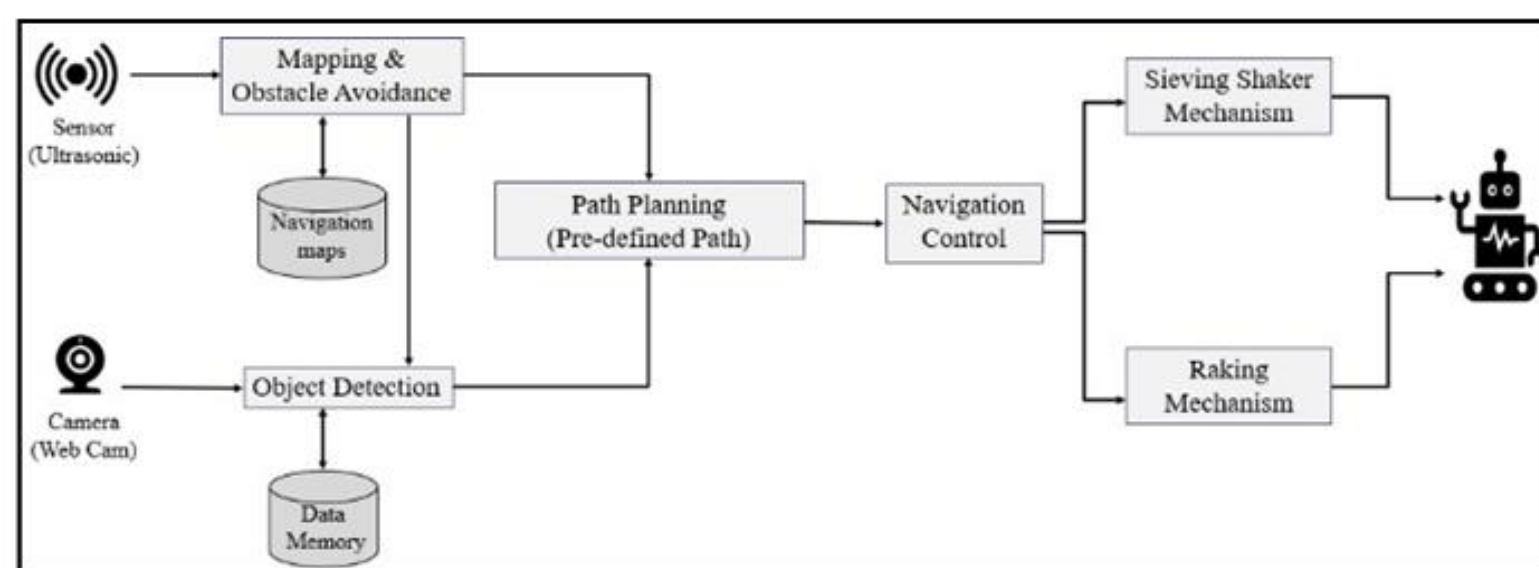 Mapping &
Obstacle Avoidance
Sensor
(Ultrasonic)
Navigation
maps
Path Planning
(Pre-defined Path)
Navigation
Control
Sieving Shaker
Mechanism
Object Detection
Camera
(Web Cam)
Data
Memory
Raking
Mechanism